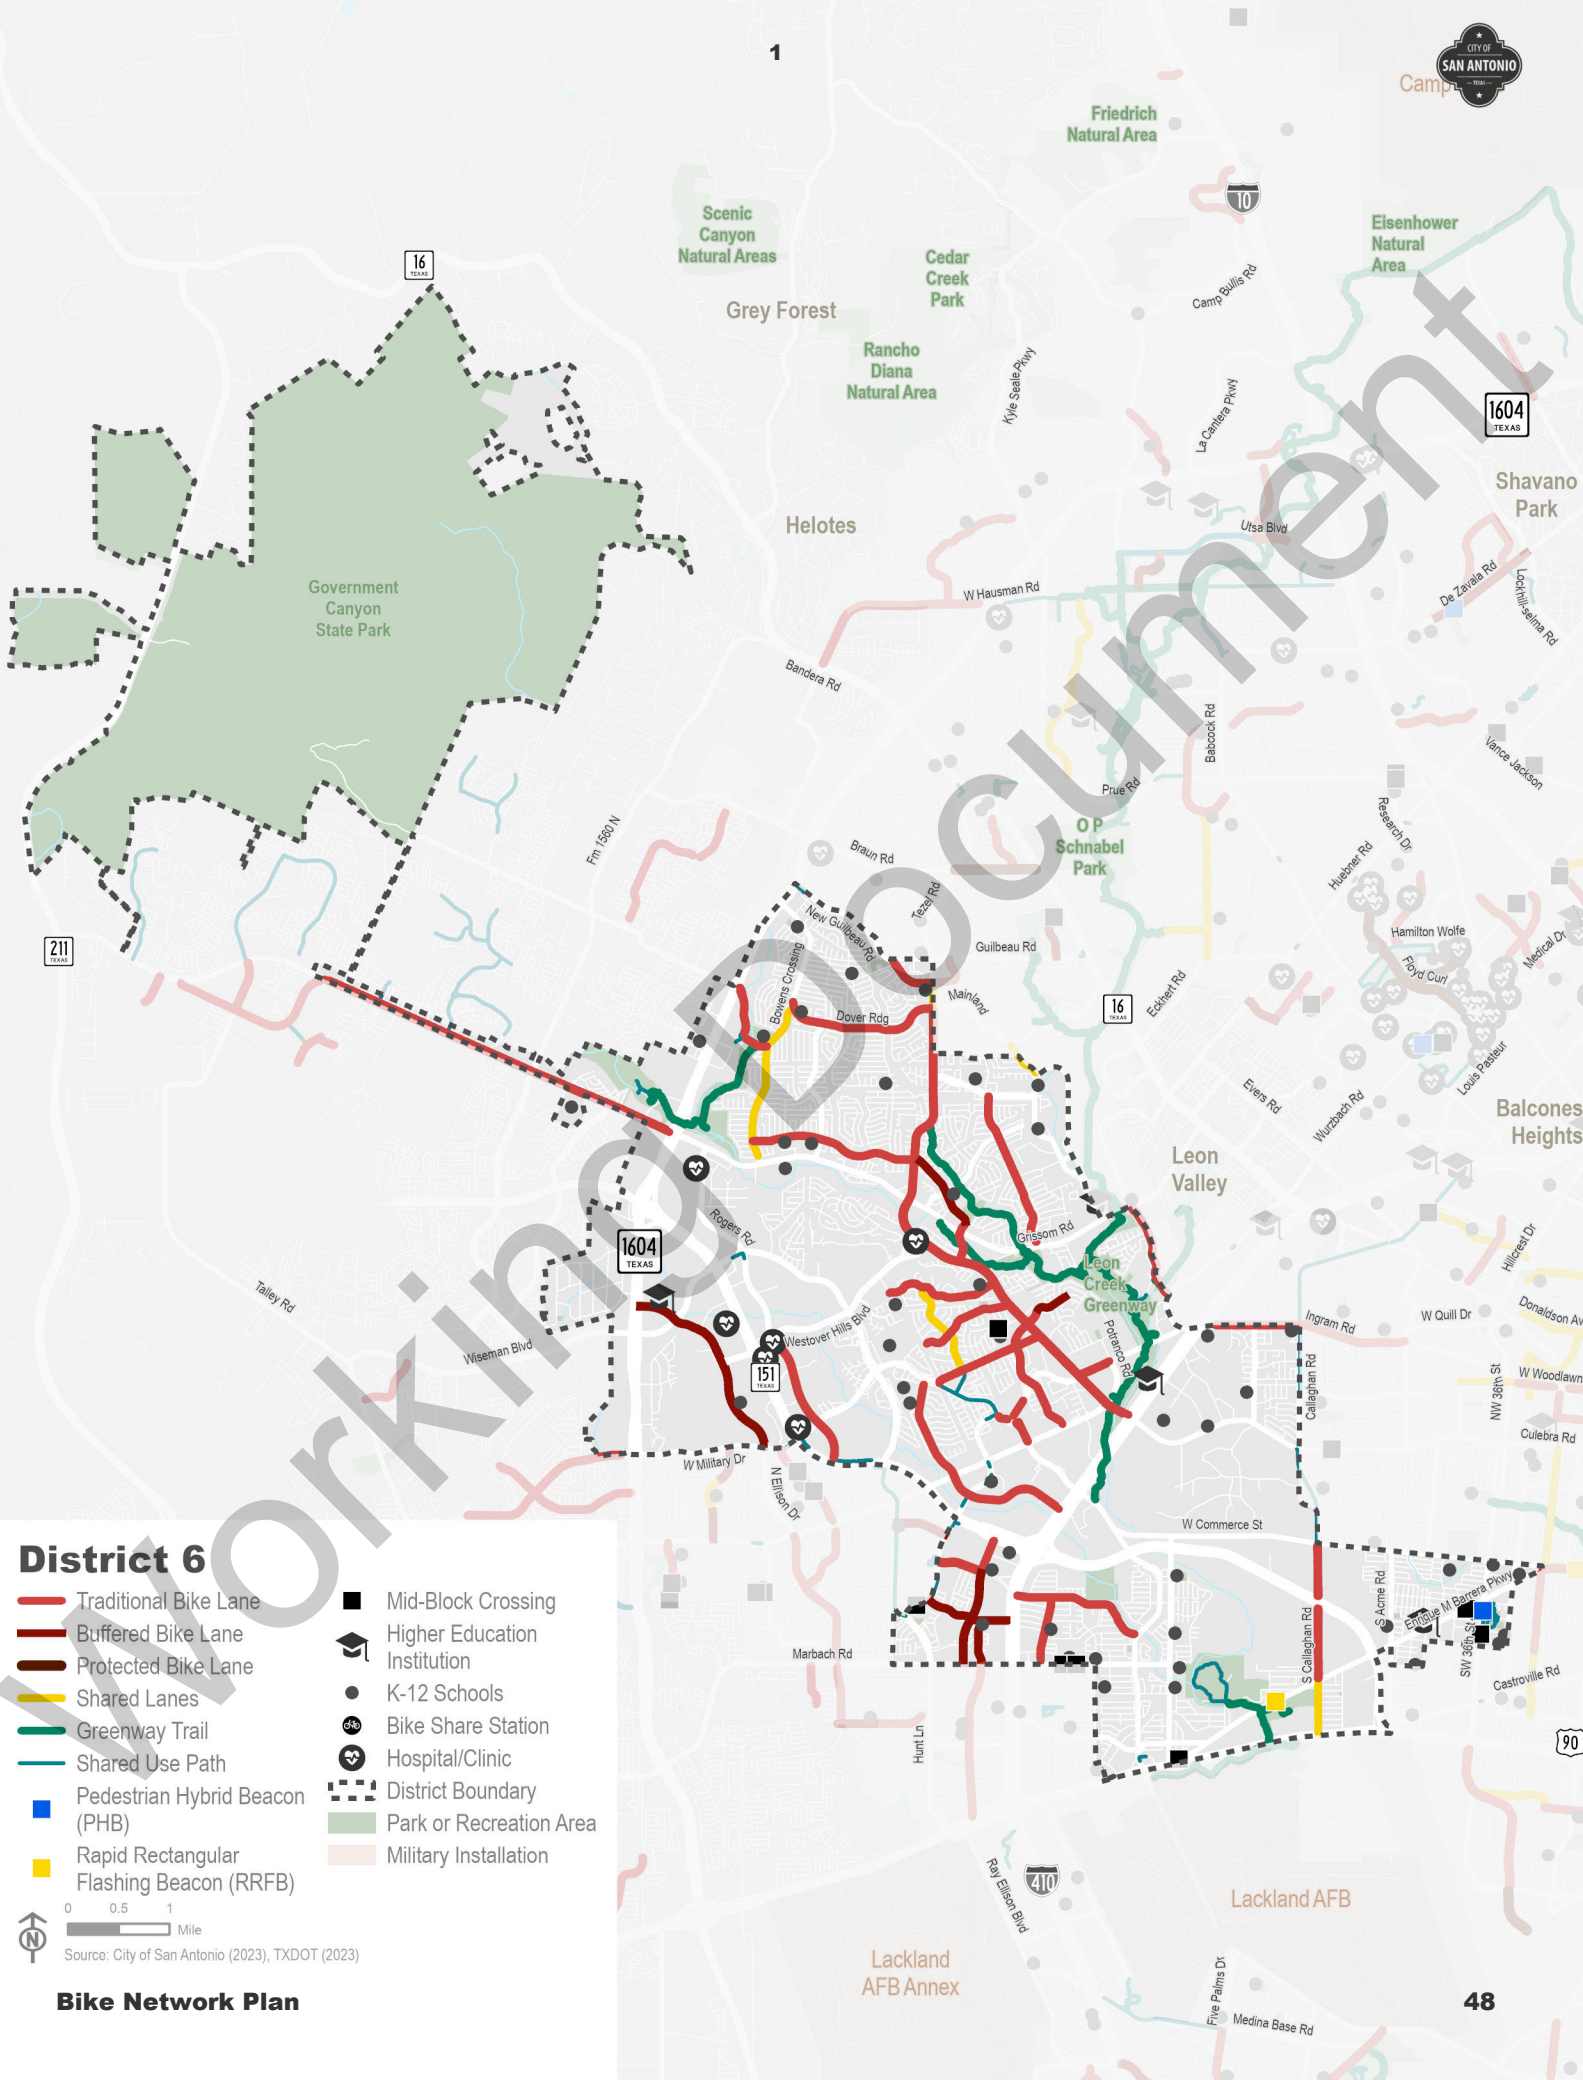 1
CITY OF
SAN ANTONIO
TEXAS
Camp
Friedrich
Natural Area
10
Scenic
Canyon
Natural Areas
Eisenhower
Natural
Area
16
TEXAS
Cedar
Creek
Park
Camp Bullis Rd
Grey Forest
Rancho
Diana
Natural Area
Kyle Seale Pkwy
La Cantera Pkwy
1604
TEXAS
Shavano
Park
Helotes
Utsa Blvd
Government
Canyon
State Park
W Hausman Rd
De Zavala Rd
Lockhill-selma Rd
Bandera Rd
Babcock Rd
Vance Jackson
Prue Rd
O P
Schnabel
Park
Research Dr
Fm 1560 N
Braun Rd
Huebner Rd
Tezel Rd
New Guilbeau Rd
Guilbeau Rd
Hamilton Wolfe
Medical Dr
211
TEXAS
Floyd Curl
Bowens Crossing
Mainland
Eckhert Rd
16
TEXAS
Dover Rdg
Louis Pasteur
Evers Rd
Wurzbach Rd
Balcones
Heights
Leon
Valley
Rogers Rd
Grissom Rd
1604
TEXAS
Leon
Creek
Greenway
Hillcrest Dr
Talley Rd
Westover Hills Blvd
Potranco Rd
Ingram Rd
W Quill Dr
Donaldson Av
Wiseman Blvd
151
TEXAS
Callaghan Rd
NW 36th St
W Woodlawn
Culebra Rd
W Military Dr
N Ellison Dr
W Commerce St
S Acme Rd
Enrique M Barrera Pkwy
S Callaghan Rd
SW 36th St
Castroville Rd
Marbach Rd
Hunt Ln
90
Ray Ellison Blvd
410
Lackland AFB
Lackland
AFB Annex
Five Palms Dr
Medina Base Rd
Working Document
District 6
Traditional Bike Lane
Buffered Bike Lane
Protected Bike Lane
Shared Lanes
Greenway Trail
Shared Use Path
Pedestrian Hybrid Beacon
(PHB)
Rapid Rectangular
Flashing Beacon (RRFB)
Mid-Block Crossing
Higher Education
Institution
K-12 Schools
Bike Share Station
Hospital/Clinic
District Boundary
Park or Recreation Area
Military Installation
0 0.5 1
Mile
N
Source: City of San Antonio (2023), TXDOT (2023)
Bike Network Plan
48